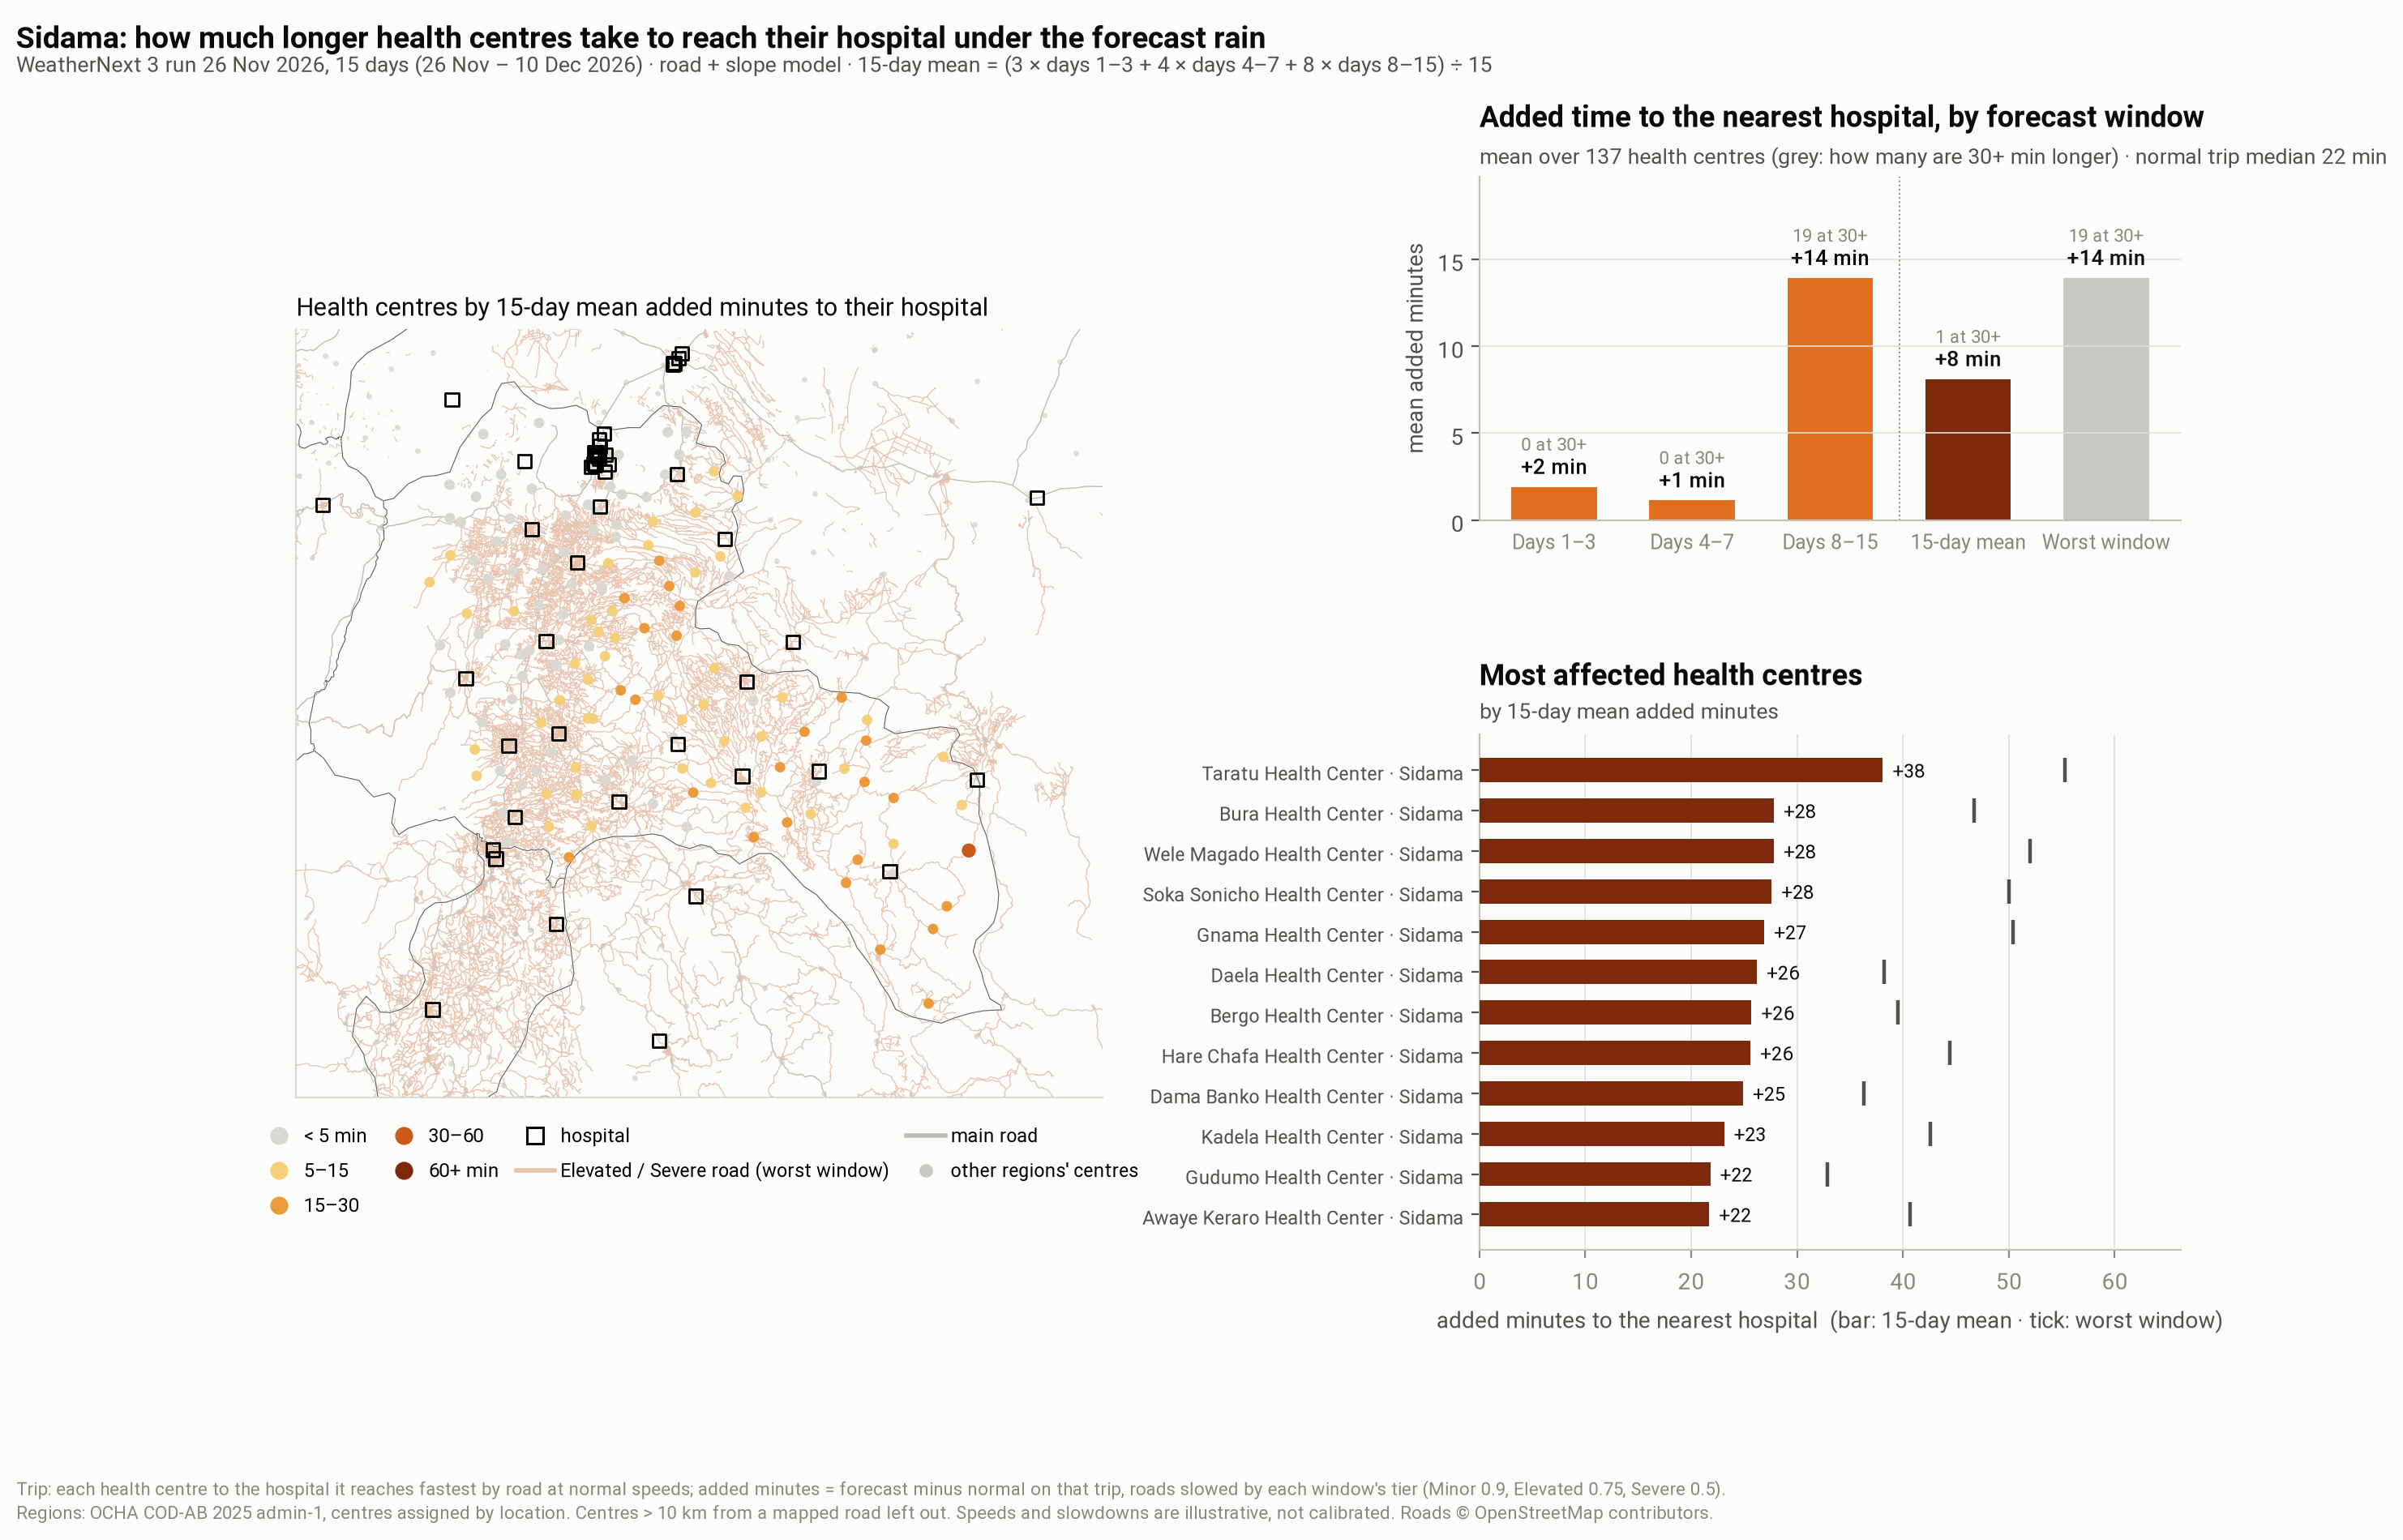 Sidama: how much longer health centres take to reach their hospital under the forecast rain
WeatherNext 3 run 26 Nov 2026, 15 days (26 Nov – 10 Dec 2026) · road + slope model · 15-day mean = (3 × days 1–3 + 4 × days 4–7 + 8 × days 8–15) ÷ 15
Health centres by 15-day mean added minutes to their hospital
< 5 min
5–15
15–30
30–60
60+ min
hospital
Elevated / Severe road (worst window)
main road
other regions' centres
Added time to the nearest hospital, by forecast window
mean over 137 health centres (grey: how many are 30+ min longer) · normal trip median 22 min
mean added minutes
15
10
5
0
0 at 30+
+2 min
0 at 30+
+1 min
19 at 30+
+14 min
1 at 30+
+8 min
19 at 30+
+14 min
Days 1–3
Days 4–7
Days 8–15
15-day mean
Worst window
Most affected health centres
by 15-day mean added minutes
Taratu Health Center · Sidama +38
Bura Health Center · Sidama +28
Wele Magado Health Center · Sidama +28
Soka Sonicho Health Center · Sidama +28
Gnama Health Center · Sidama +27
Daela Health Center · Sidama +26
Bergo Health Center · Sidama +26
Hare Chafa Health Center · Sidama +26
Dama Banko Health Center · Sidama +25
Kadela Health Center · Sidama +23
Gudumo Health Center · Sidama +22
Awaye Keraro Health Center · Sidama +22
0 10 20 30 40 50 60
added minutes to the nearest hospital (bar: 15-day mean · tick: worst window)
Trip: each health centre to the hospital it reaches fastest by road at normal speeds; added minutes = forecast minus normal on that trip, roads slowed by each window's tier (Minor 0.9, Elevated 0.75, Severe 0.5).
Regions: OCHA COD-AB 2025 admin-1, centres assigned by location. Centres > 10 km from a mapped road left out. Speeds and slowdowns are illustrative, not calibrated. Roads © OpenStreetMap contributors.